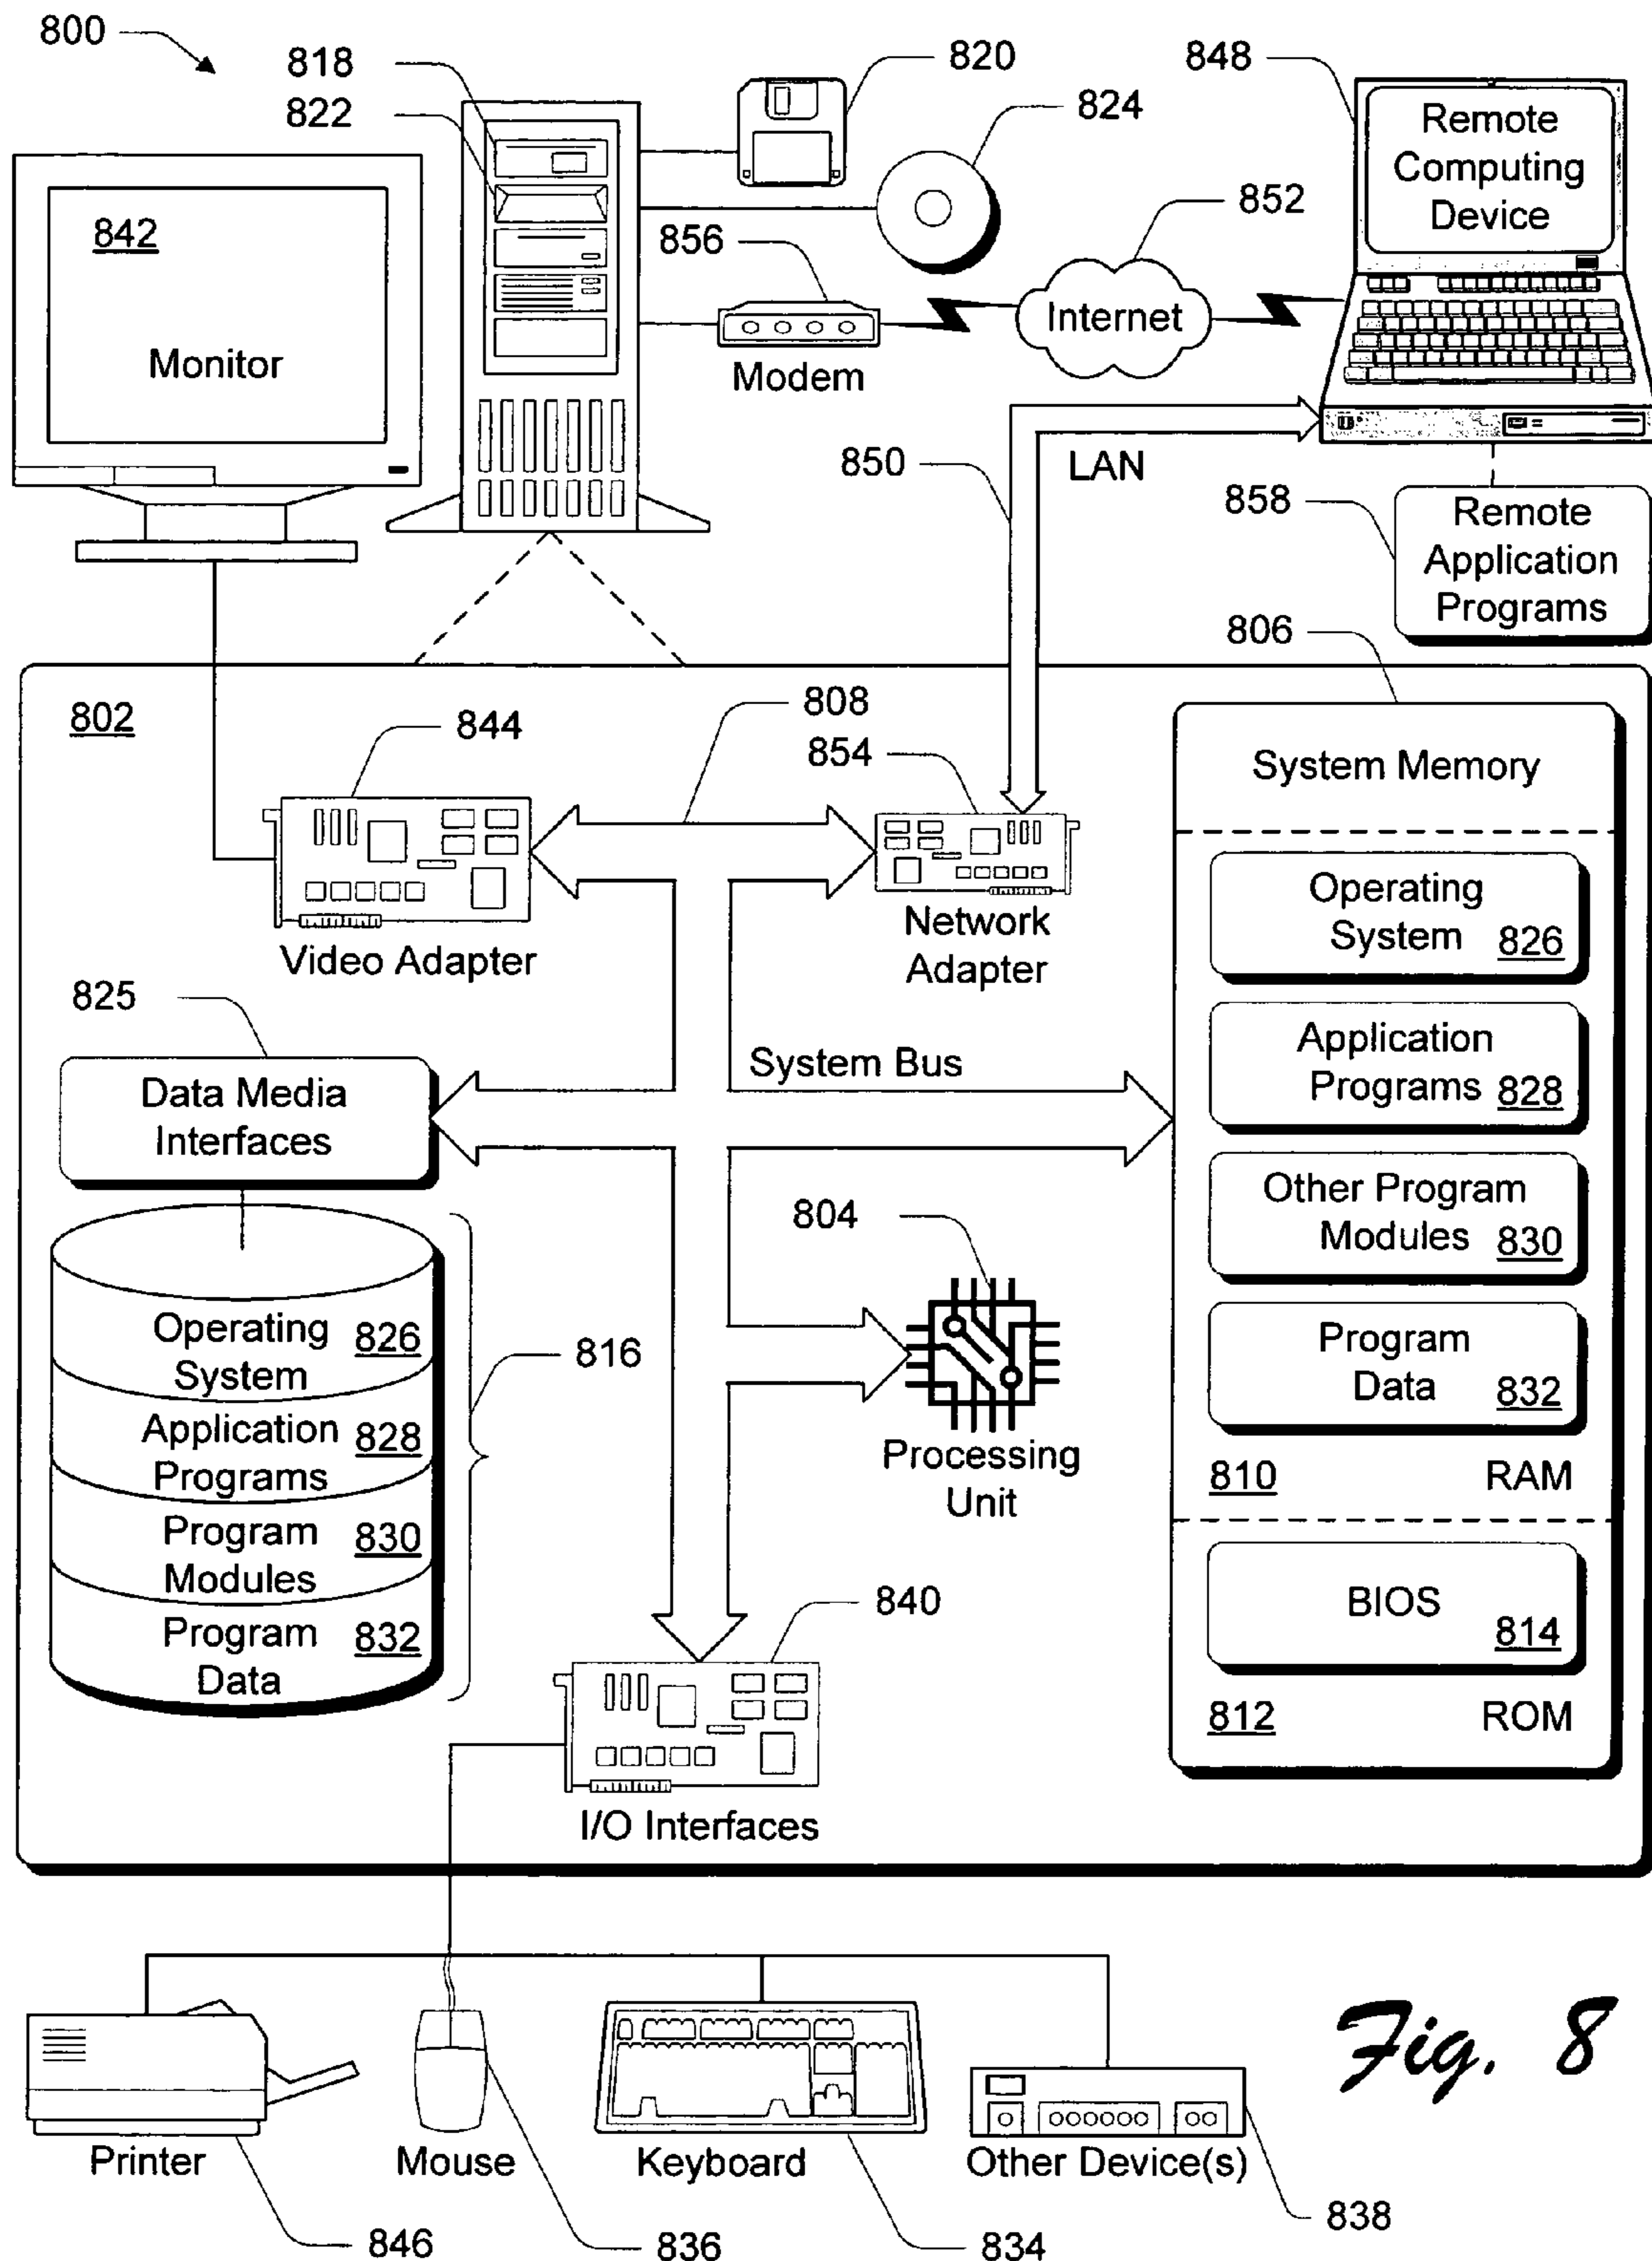 800
818
822
820
824
848
Remote
Computing
Device
852
842
Monitor
856
Modem
Internet
850
LAN
858
Remote
Application
Programs
806
802
844
808
854
System Memory
Video Adapter
Network
Adapter
Operating
System 826
825
Data Media
Interfaces
System Bus
Application
Programs 828
Other Program
Modules 830
804
Processing
Unit
Program
Data 832
810 RAM
Operating
System 826
816
Application
Programs 828
Program
Modules 830
Program
Data 832
840
I/O Interfaces
BIOS
814
812 ROM
Printer
Mouse
Keyboard
Other Device(s)
846
836
834
838
Fig. 8